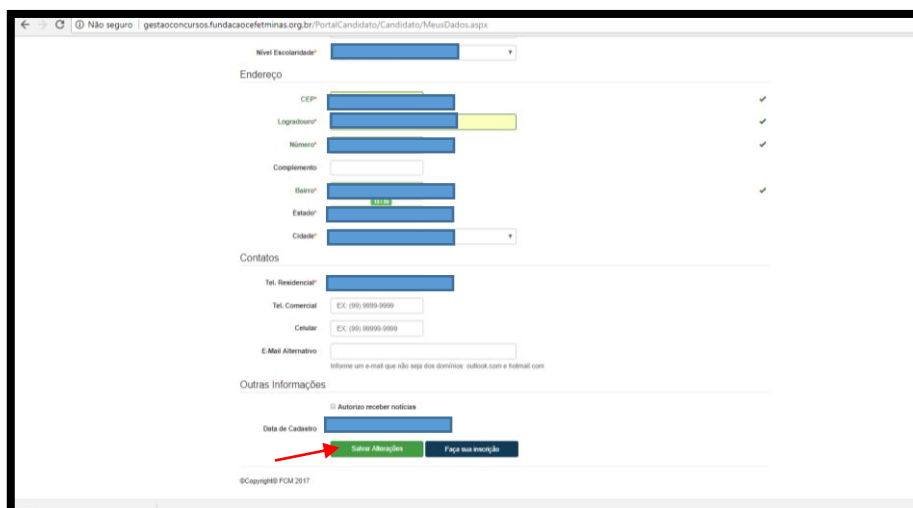 Não seguro | gestaoconcursos.fundacaocefetminas.org.br/PortalCandidato/Candidato/MeusDados.aspx
Nível Escolaridade*
Endereço
CEP*
Logradouro*
Número*
Complemento
Bairro*
Estado*
Cidade*
Contatos
Tel. Residencial*
Tel. Comercial EX: (99) 9999-9999
Celular EX: (99) 99999-9999
E-Mail Alternativo
Informe um e-mail que não seja dos domínios: outlook.com e hotmail.com
Outras Informações
Autorizo receber notícias
Data de Cadastro
Salvar Alterações Faça sua inscrição
©Copyright© FCM 2017